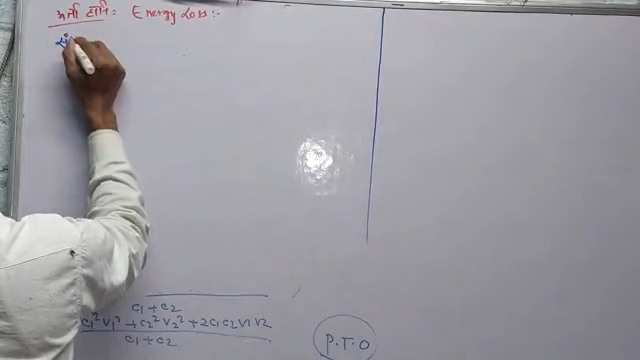 ऊर्जा हानि: Energy Loss:-
सं
C₁ + C₂
C₁²V₁² + C₂²V₂² + 2C₁C₂V₁V₂
C₁ + C₂
P.T.O